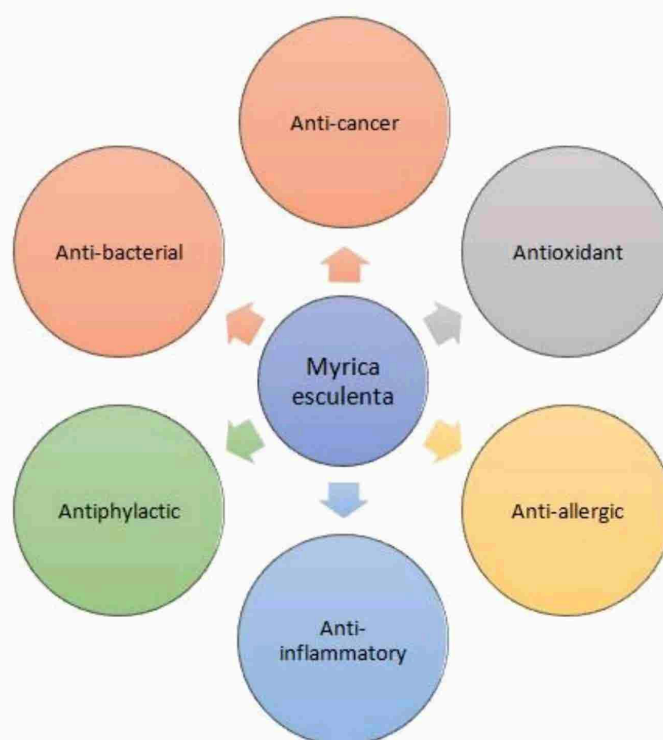 Anti-cancer
Anti-bacterial
Antioxidant
Myrica
esculenta
Antiphylactic
Anti-allergic
Anti-
inflammatory